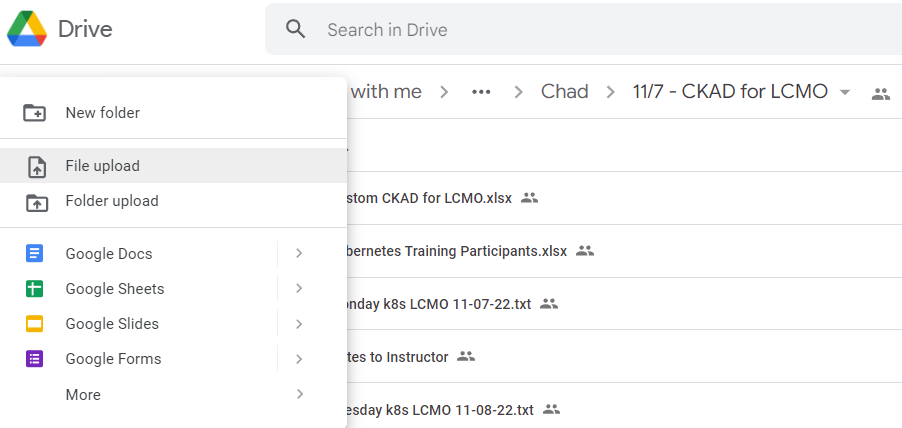 Drive
Search in Drive
with me > ••• > Chad > 11/7 - CKAD for LCMO
New folder
File upload
Folder upload
Google Docs
Google Sheets
Google Slides
Google Forms
More
stom CKAD for LCMO.xlsx
bernetes Training Participants.xlsx
onday k8s LCMO 11-07-22.txt
tes to Instructor
esday k8s LCMO 11-08-22.txt